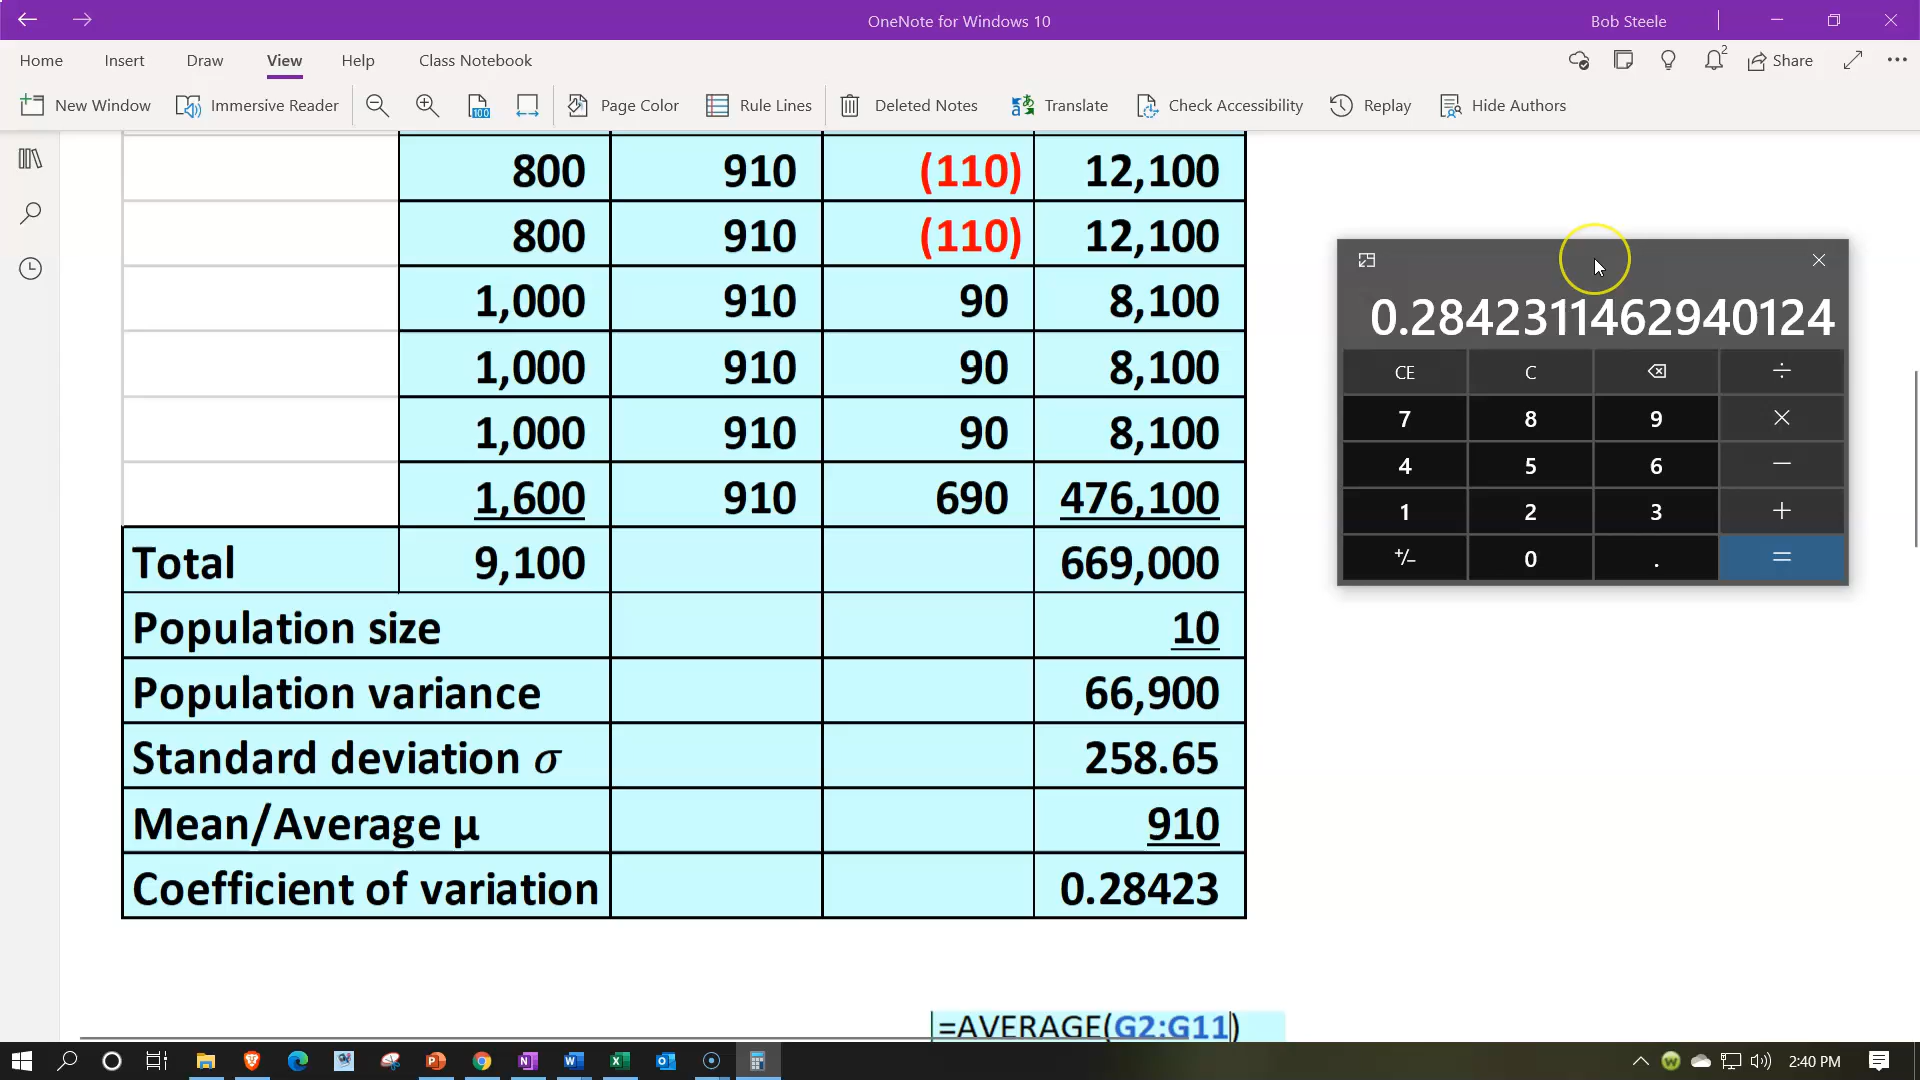 OneNote for Windows 10
Bob Steele
Home Insert Draw View Help Class Notebook
2
Share
New Window Immersive Reader 100 Page Color Rule Lines Deleted Notes Translate Check Accessibility Replay Hide Authors
800 910 (110) 12,100
800 910 (110) 12,100
1,000 910 90 8,100
1,000 910 90 8,100
1,000 910 90 8,100
1,600 910 690 476,100
Total 9,100 669,000
Population size 10
Population variance 66,900
Standard deviation σ 258.65
Mean/Average µ 910
Coefficient of variation 0.28423
=AVERAGE(G2:G11)
0.2842311462940124
CE C ÷
7 8 9 ×
4 5 6 −
1 2 3 +
+/− 0 . =
2:40 PM